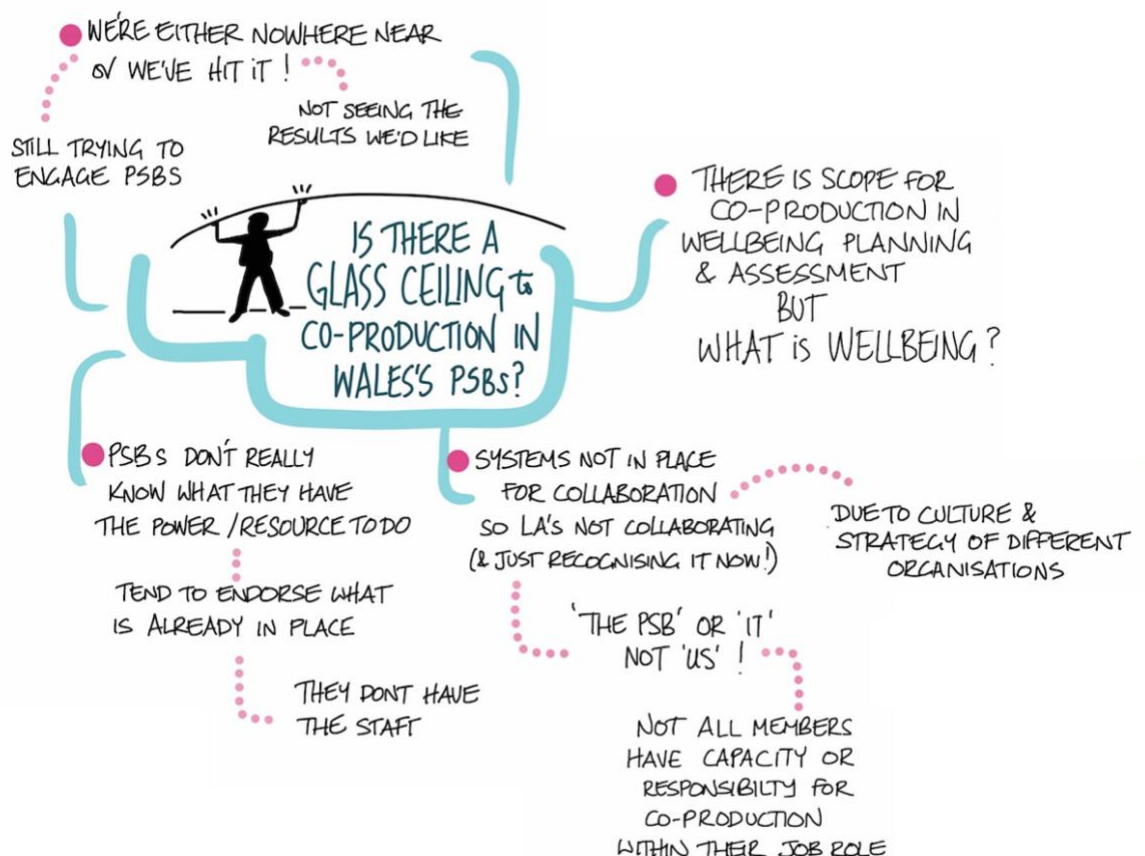 WE'RE EITHER NOWHERE NEAR
or WE'VE HIT IT !
NOT SEEING THE
RESULTS WE'D LIKE
STILL TRYING TO
ENGAGE PSBS
IS THERE A
GLASS CEILING to
CO-PRODUCTION IN
WALES'S PSBs?
THERE IS SCOPE FOR
CO-PRODUCTION IN
WELLBEING PLANNING
& ASSESSMENT
BUT
WHAT is WELLBEING ?
PSBs DON'T REALLY
KNOW WHAT THEY HAVE
THE POWER / RESOURCE TO DO
TEND TO ENDORSE WHAT
IS ALREADY IN PLACE
THEY DONT HAVE
THE STAFF
SYSTEMS NOT IN PLACE
FOR COLLABORATION
SO LA'S NOT COLLABORATING
(& JUST RECOGNISING IT NOW!)
DUE TO CULTURE &
STRATEGY OF DIFFERENT
ORGANISATIONS
'THE PSB' OR 'IT'
NOT 'US' !
NOT ALL MEMBERS
HAVE CAPACITY OR
RESPONSIBILTY FOR
CO-PRODUCTION
WITHIN THEIR JOB ROLE